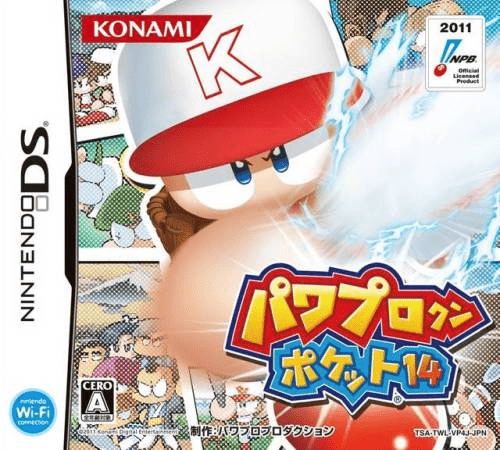 KONAMI
K
2011
NPB
Official
Licensed
Product
NINTENDO DS
パワプロクン
ポケット14
®
CERO
A
全年齢対象
Nintendo
Wi-Fi
connection
©2011 Konami Digital Entertainment
制作:パワプロプロダクション
TSA-TWL-VP4J-JPN